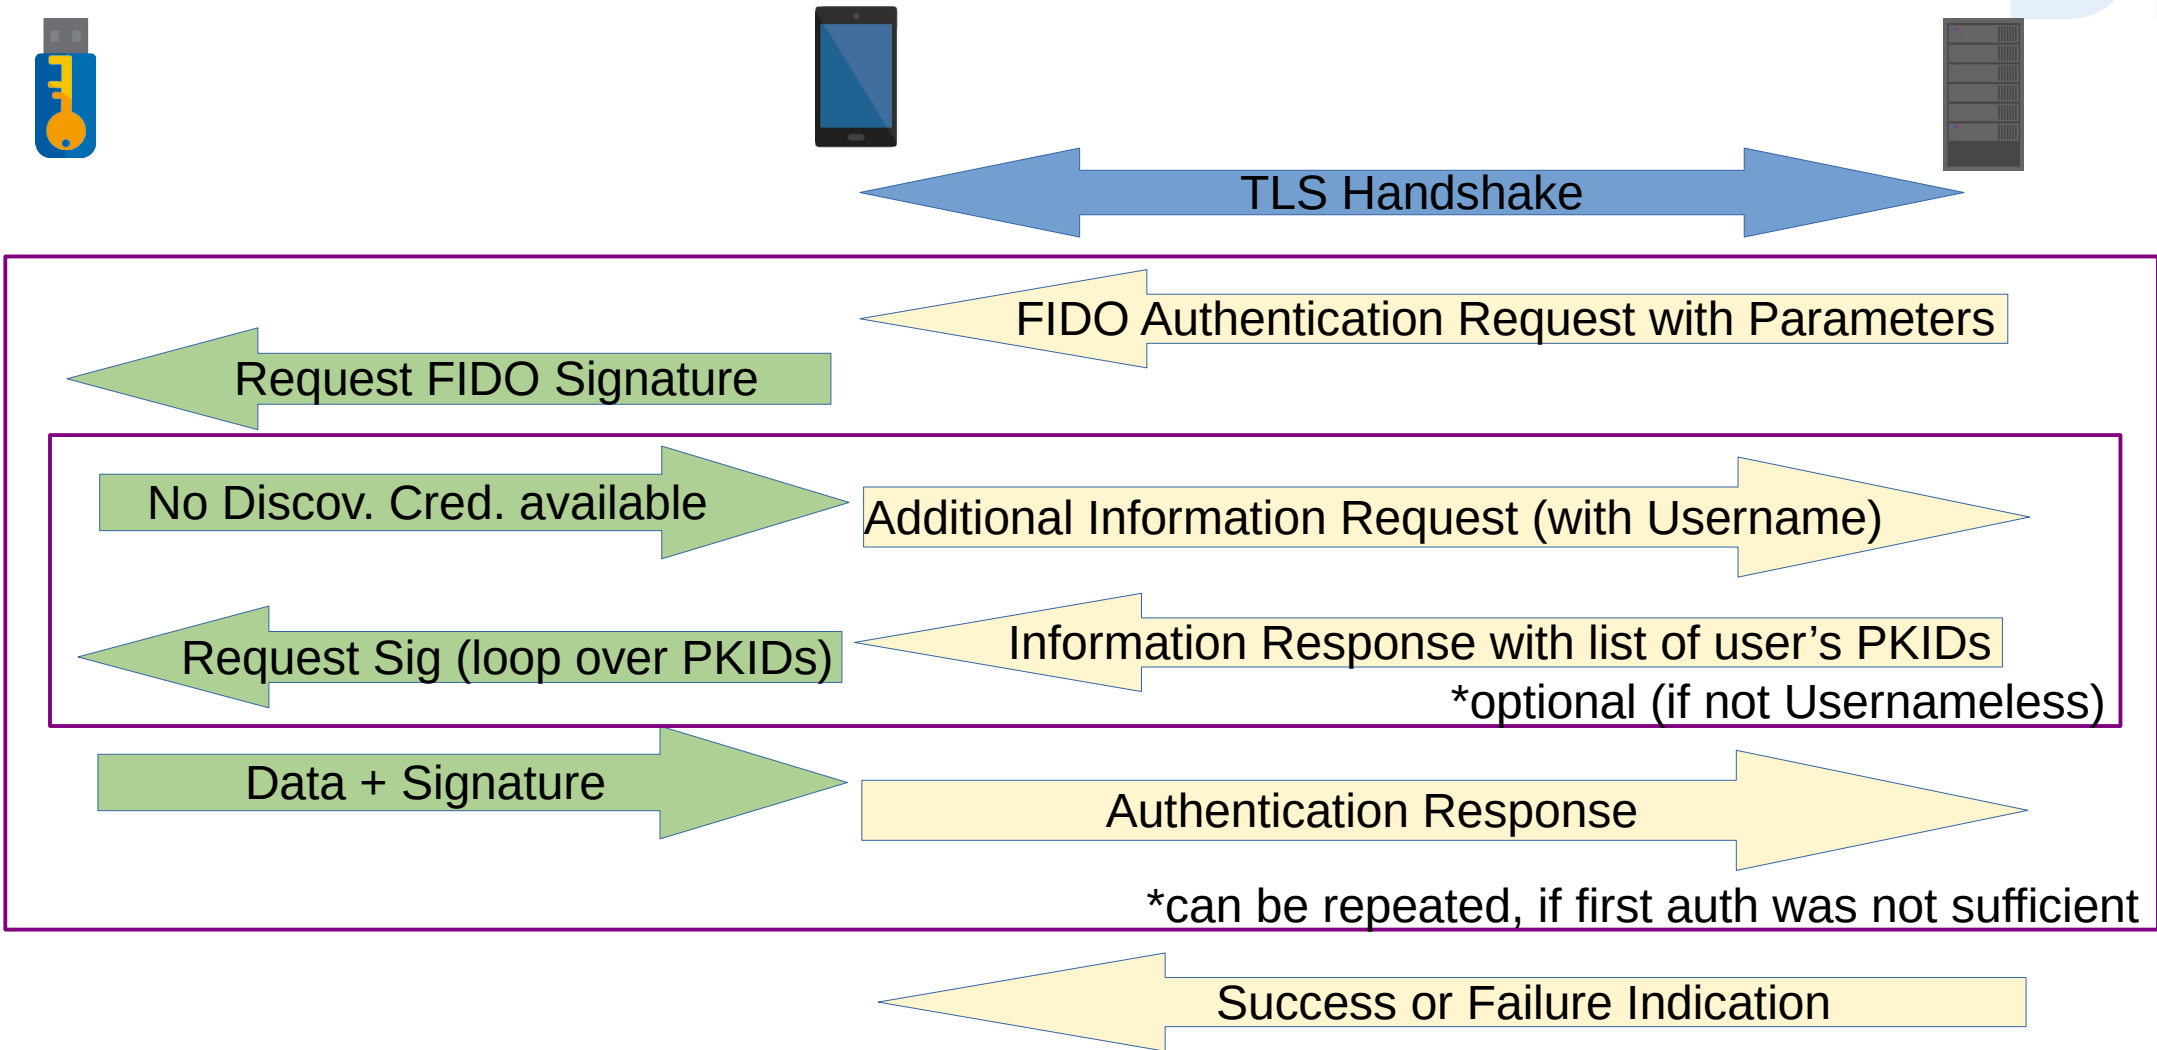 TLS Handshake
FIDO Authentication Request with Parameters
Request FIDO Signature
No Discov. Cred. available
Additional Information Request (with Username)
Information Response with list of user’s PKIDs
Request Sig (loop over PKIDs)
*optional (if not Usernameless)
Data + Signature
Authentication Response
*can be repeated, if first auth was not sufficient
Success or Failure Indication